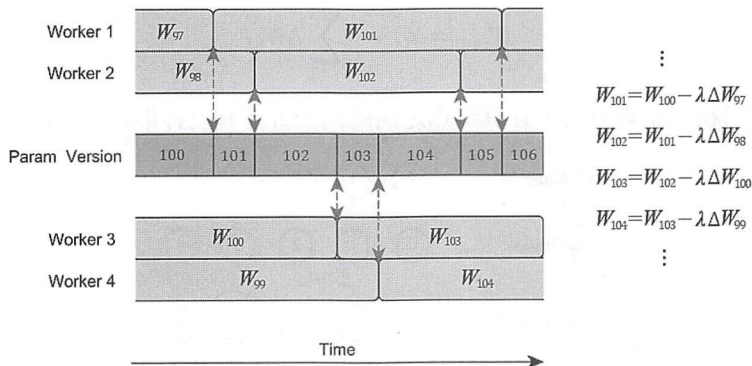 Worker 1 W₉₇ W₁₀₁
Worker 2 W₉₈ W₁₀₂
Param Version 100 101 102 103 104 105 106
Worker 3 W₁₀₀ W₁₀₃
Worker 4 W₉₉ W₁₀₄
Time
⋮
W₁₀₁=W₁₀₀−λΔW₉₇
W₁₀₂=W₁₀₁−λΔW₉₈
W₁₀₃=W₁₀₂−λΔW₁₀₀
W₁₀₄=W₁₀₃−λΔW₉₉
⋮